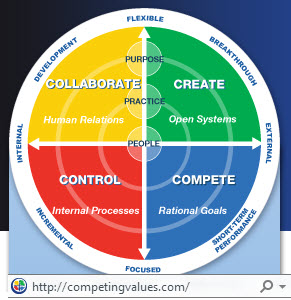 FLEXIBLE
DEVELOPMENT
BREAKTHROUGH
PURPOSE
COLLABORATE
CREATE
PRACTICE
Human Relations
Open Systems
INTERNAL
PEOPLE
EXTERNAL
CONTROL
COMPETE
Internal Processes
Rational Goals
INCREMENTAL
SHORT-TERM
PERFORMANCE
FOCUSED
http://competingvalues.com/